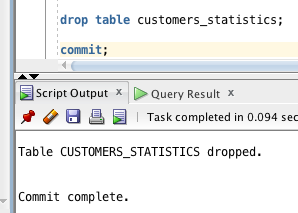 drop table customers_statistics;
commit;
Script Output x Query Result x
Task completed in 0.094 sec
Table CUSTOMERS_STATISTICS dropped.
Commit complete.